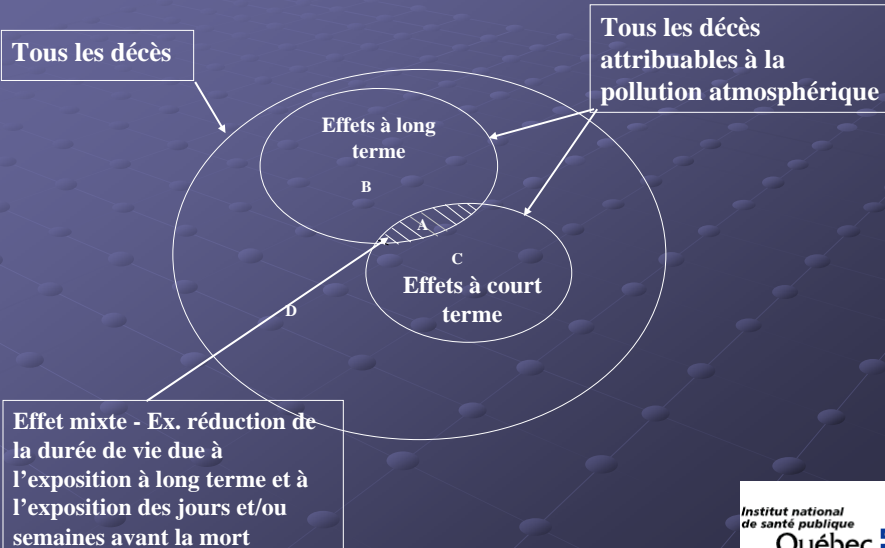 Tous les décès
Tous les décès
attribuables à la
pollution atmosphérique
Effets à long
terme
B
A
C
Effets à court
terme
D
Effet mixte - Ex. réduction de
la durée de vie due à
l'exposition à long terme et à
l'exposition des jours et/ou
semaines avant la mort
Institut national
de santé publique
Québec